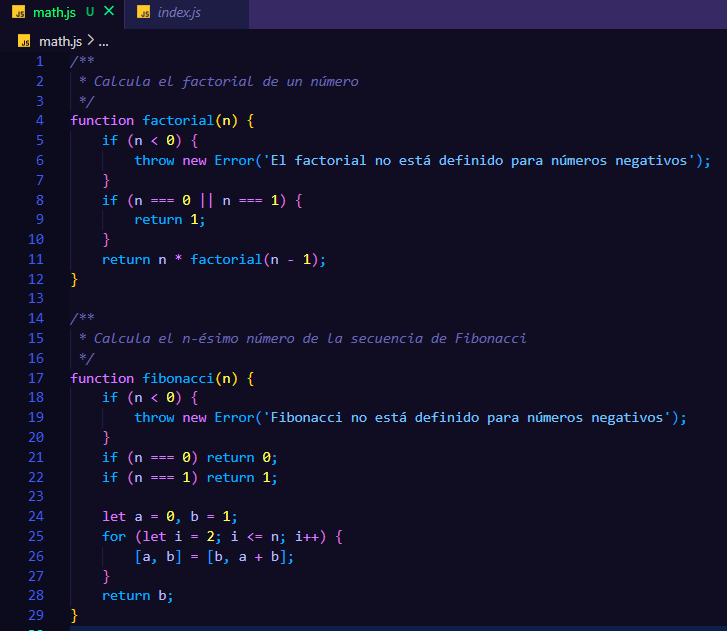 JS math.js U × JS index.js
JS math.js > ...
1 /**
2  * Calcula el factorial de un número
3  */
4 function factorial(n) {
5     if (n < 0) {
6         throw new Error('El factorial no está definido para números negativos');
7     }
8     if (n === 0 || n === 1) {
9         return 1;
10     }
11     return n * factorial(n - 1);
12 }
13
14 /**
15  * Calcula el n-ésimo número de la secuencia de Fibonacci
16  */
17 function fibonacci(n) {
18     if (n < 0) {
19         throw new Error('Fibonacci no está definido para números negativos');
20     }
21     if (n === 0) return 0;
22     if (n === 1) return 1;
23
24     let a = 0, b = 1;
25     for (let i = 2; i <= n; i++) {
26         [a, b] = [b, a + b];
27     }
28     return b;
29 }